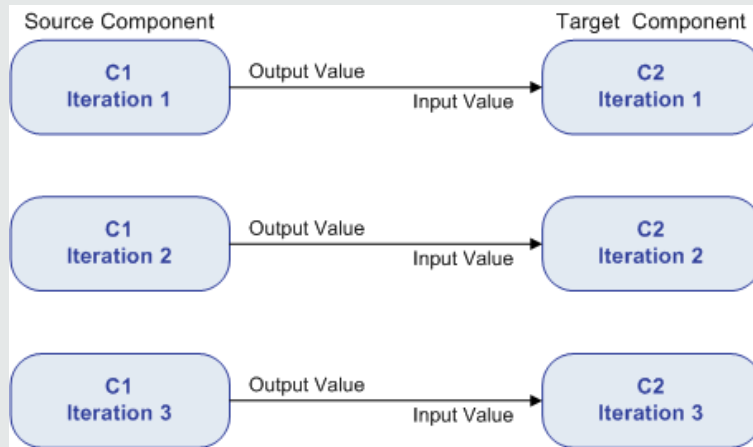 Source Component
Target Component
C1
Iteration 1
Output Value
Input Value
C2
Iteration 1
C1
Iteration 2
Output Value
Input Value
C2
Iteration 2
C1
Iteration 3
Output Value
Input Value
C2
Iteration 3